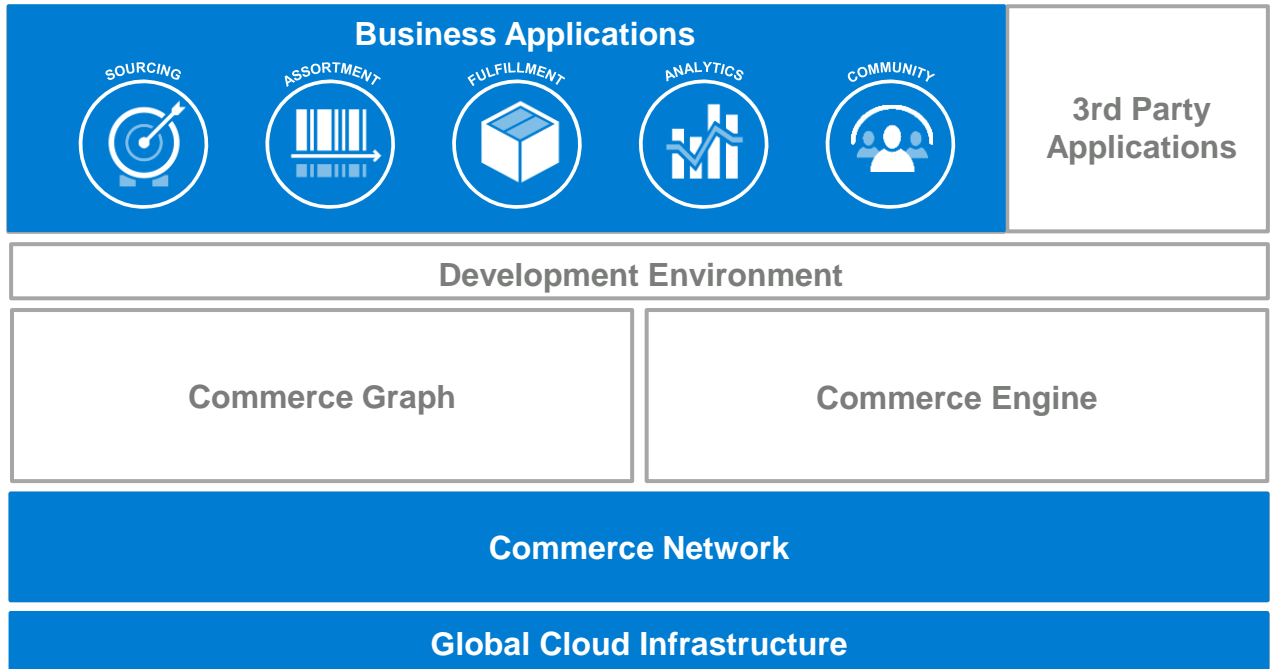 Business Applications
SOURCING
ASSORTMENT
FULFILLMENT
ANALYTICS
COMMUNITY
3rd Party
Applications
Development Environment
Commerce Graph
Commerce Engine
Commerce Network
Global Cloud Infrastructure